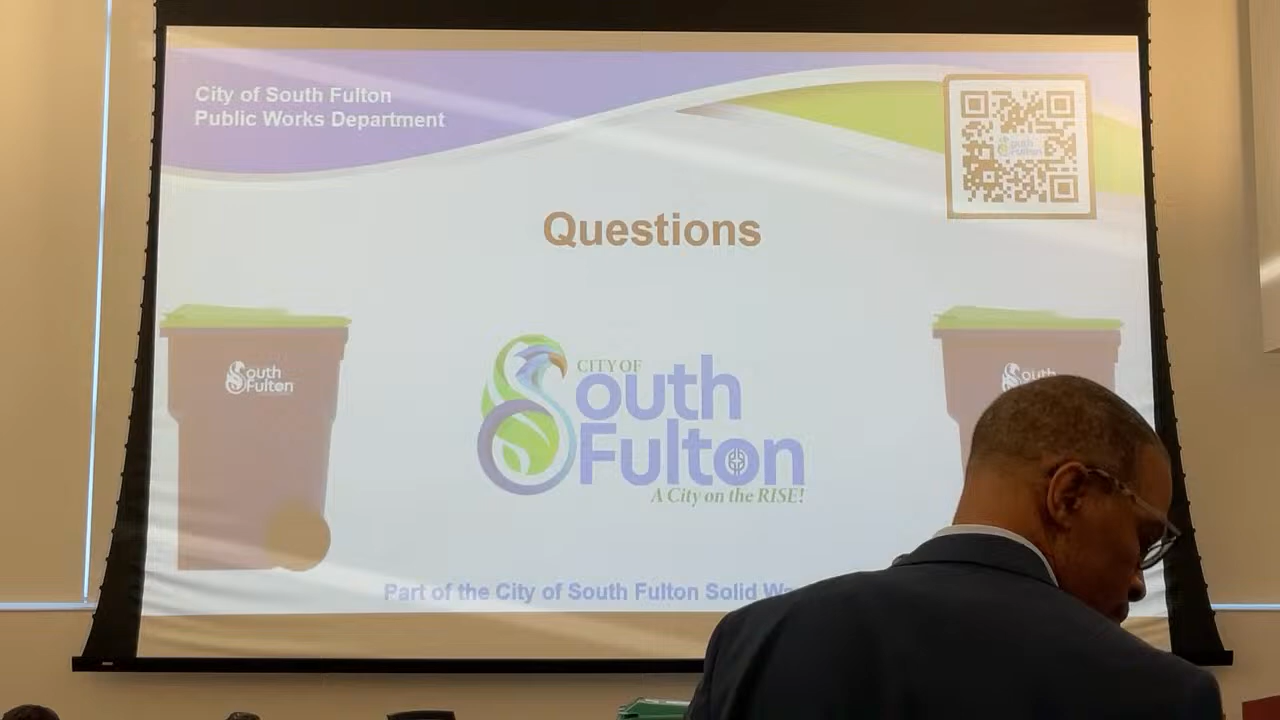 City of South Fulton
Public Works Department
Questions
CITY OF
South
Fulton
A City on the RISE!
South
Fulton
South
Part of the City of South Fulton Solid